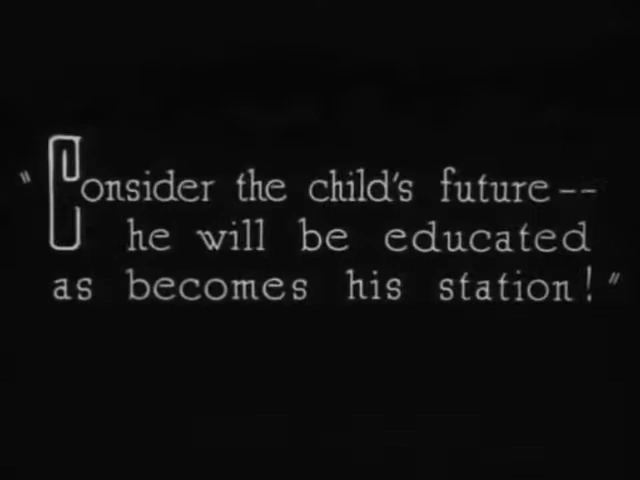 "Consider the child's future--
he will be educated
as becomes his station!"